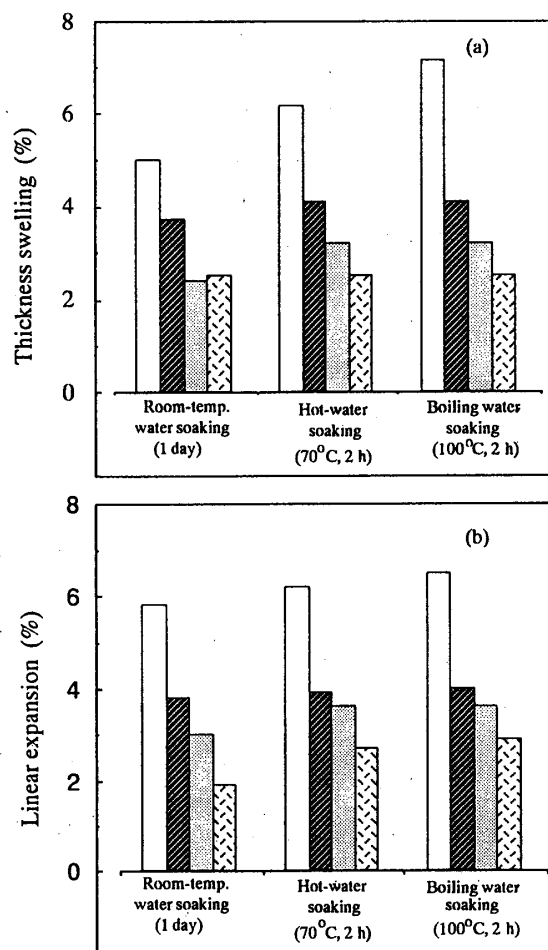 8
(a)
6
4
2
0
Thickness swelling (%)
Room-temp.
water soaking
(1 day)
Hot-water
soaking
(70°C, 2 h)
Boiling water
soaking
(100°C, 2 h)
8
(b)
6
4
2
0
Linear expansion (%)
Room-temp.
water soaking
(1 day)
Hot-water
soaking
(70°C, 2 h)
Boiling water
soaking
(100°C, 2 h)